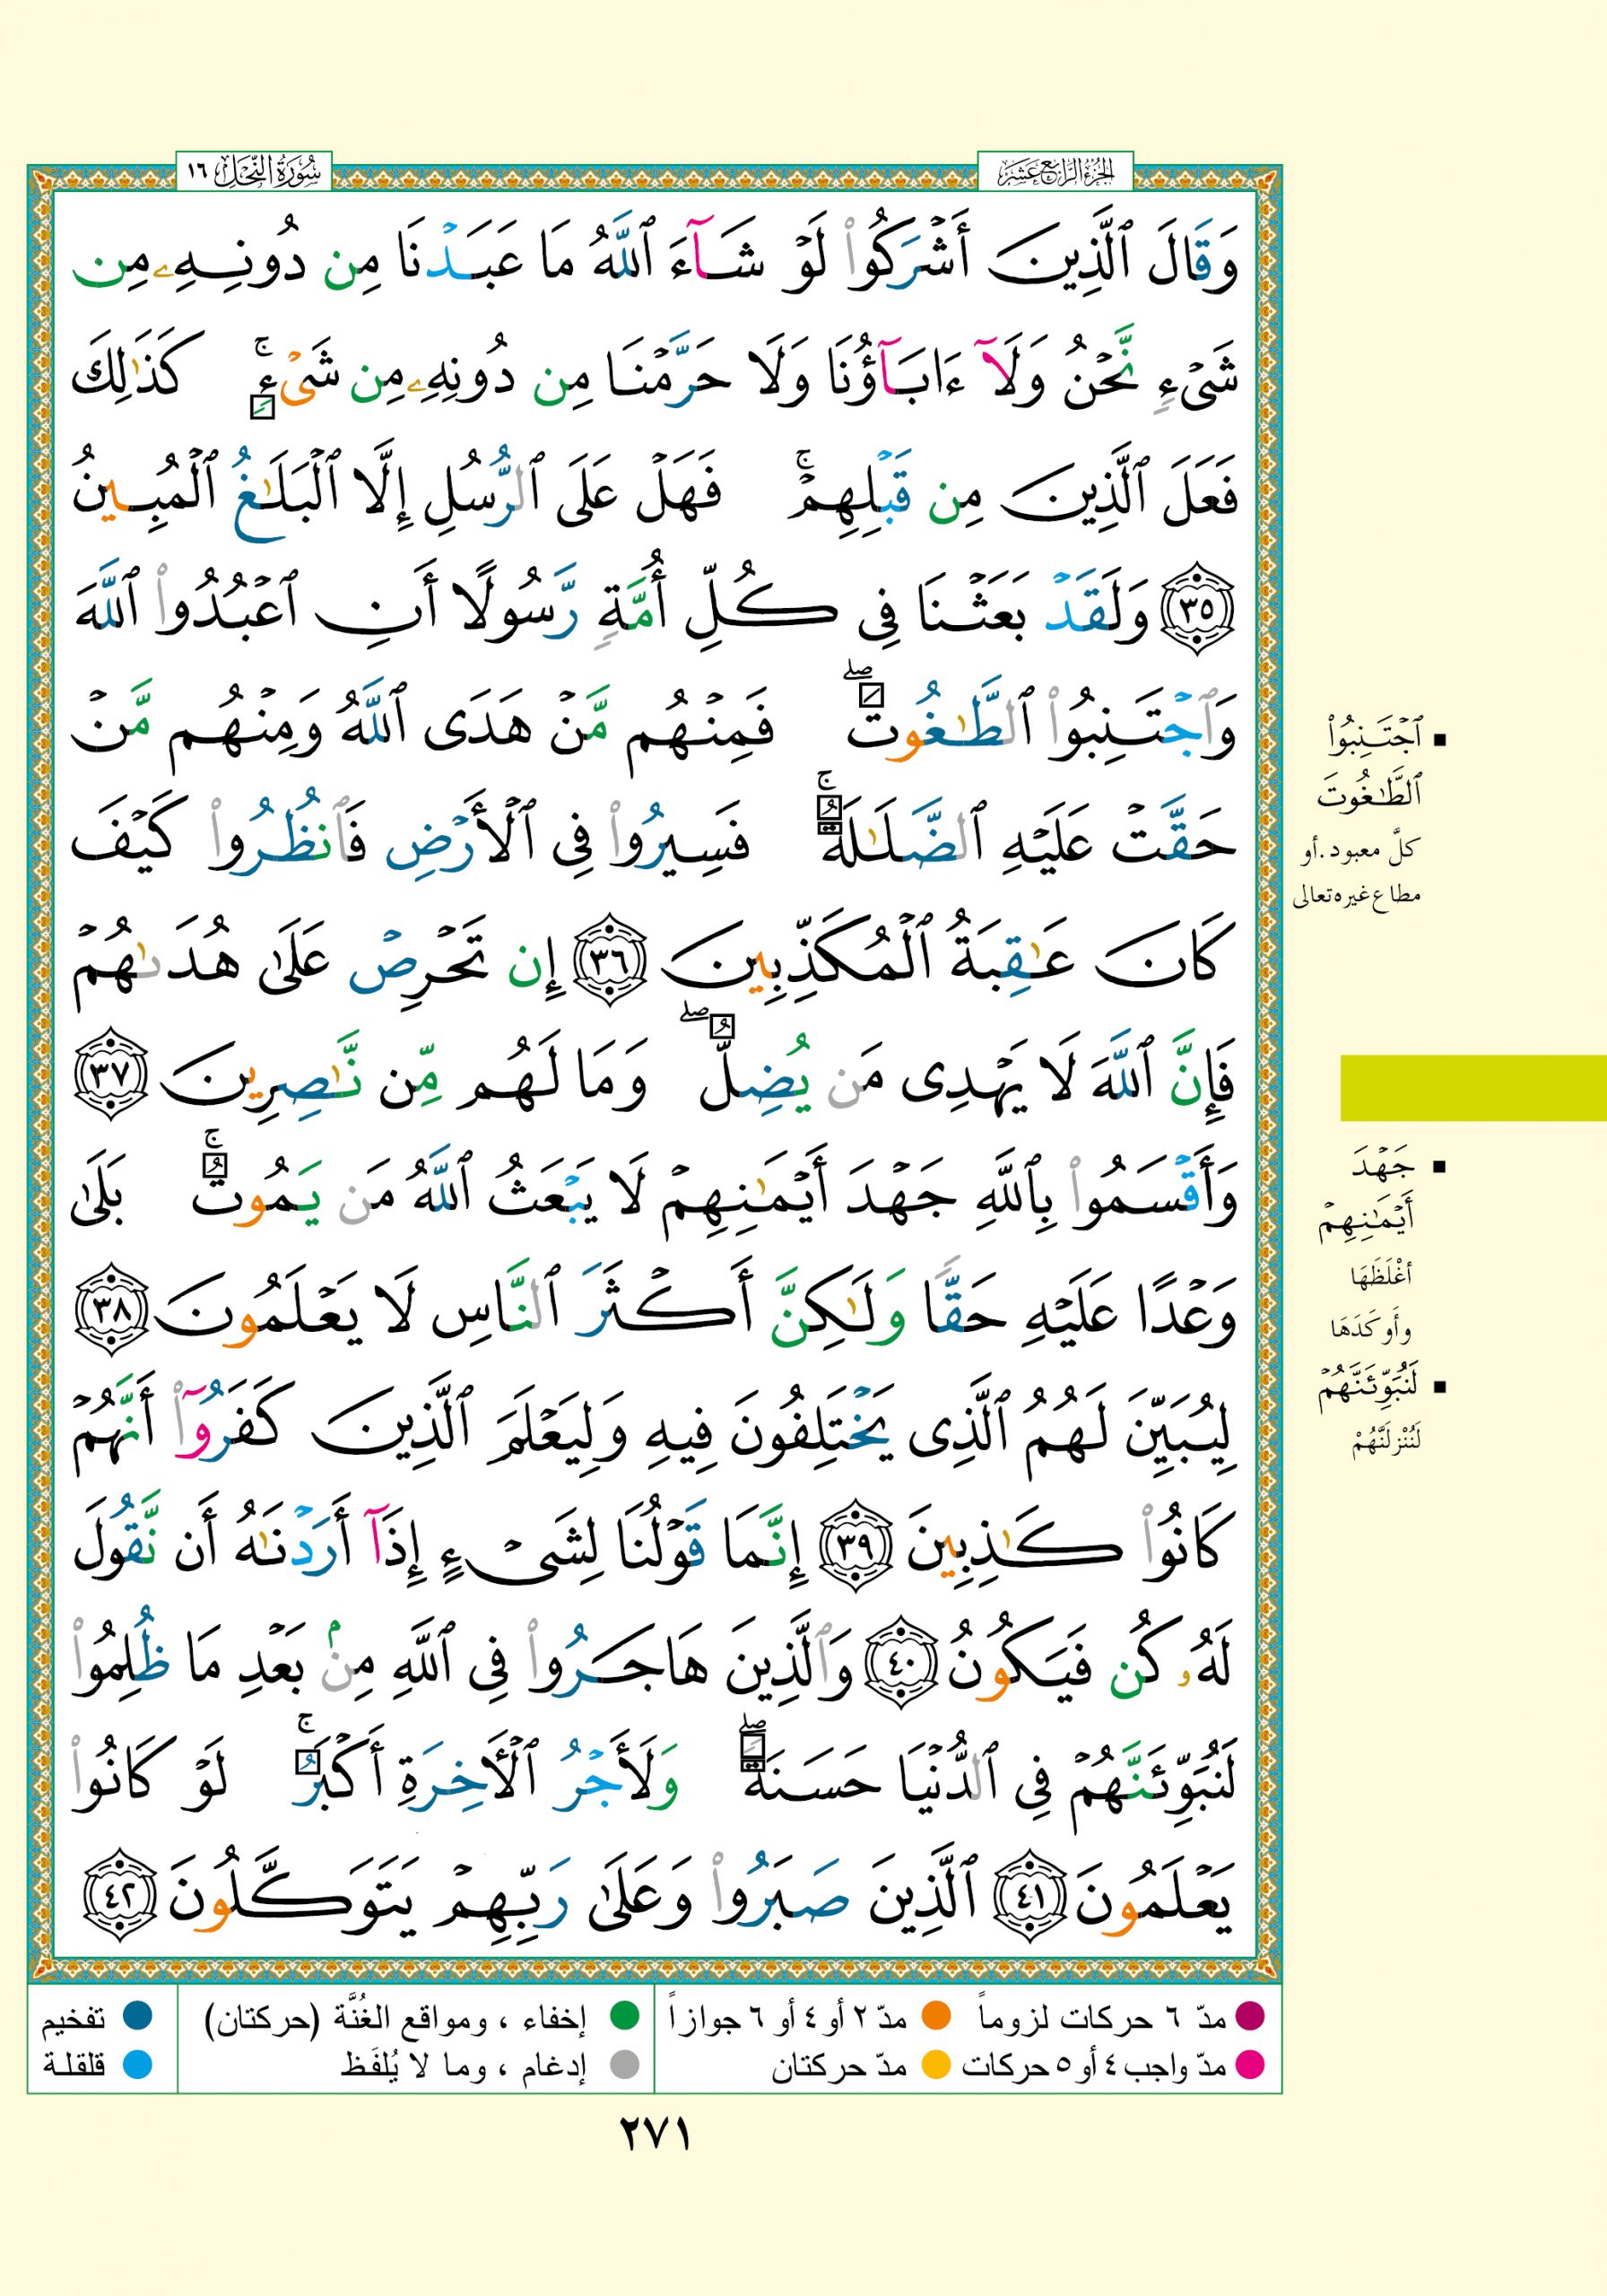 الجزء الرابع عشر
سورة النحل ١٦
وَقَالَ ٱلَّذِينَ أَشْرَكُوا۟ لَوْ شَآءَ ٱللَّهُ مَا عَبَدْنَا مِن دُونِهِۦ مِن
شَىْءٍ نَّحْنُ وَلَآ ءَابَآؤُنَا وَلَا حَرَّمْنَا مِن دُونِهِۦ مِن شَىْءٍ ۚ كَذَٰلِكَ
فَعَلَ ٱلَّذِينَ مِن قَبْلِهِمْ ۚ فَهَلْ عَلَى ٱلرُّسُلِ إِلَّا ٱلْبَلَٰغُ ٱلْمُبِينُ
٣٥ وَلَقَدْ بَعَثْنَا فِى كُلِّ أُمَّةٍ رَّسُولًا أَنِ ٱعْبُدُوا۟ ٱللَّهَ
وَٱجْتَنِبُوا۟ ٱلطَّٰغُوتَ ۖ فَمِنْهُم مَّنْ هَدَى ٱللَّهُ وَمِنْهُم مَّنْ
حَقَّتْ عَلَيْهِ ٱلضَّلَٰلَةُ ۚ فَسِيرُوا۟ فِى ٱلْأَرْضِ فَٱنظُرُوا۟ كَيْفَ
كَانَ عَٰقِبَةُ ٱلْمُكَذِّبِينَ ٣٦ إِن تَحْرِصْ عَلَىٰ هُدَىٰهُمْ
فَإِنَّ ٱللَّهَ لَا يَهْدِى مَن يُضِلُّ ۖ وَمَا لَهُم مِّن نَّٰصِرِينَ ٣٧
وَأَقْسَمُوا۟ بِٱللَّهِ جَهْدَ أَيْمَٰنِهِمْ لَا يَبْعَثُ ٱللَّهُ مَن يَمُوتُ ۚ بَلَىٰ
وَعْدًا عَلَيْهِ حَقًّا وَلَٰكِنَّ أَكْثَرَ ٱلنَّاسِ لَا يَعْلَمُونَ ٣٨
لِيُبَيِّنَ لَهُمُ ٱلَّذِى يَخْتَلِفُونَ فِيهِ وَلِيَعْلَمَ ٱلَّذِينَ كَفَرُوٓا۟ أَنَّهُمْ
كَانُوا۟ كَٰذِبِينَ ٣٩ إِنَّمَا قَوْلُنَا لِشَىْءٍ إِذَآ أَرَدْنَٰهُ أَن نَّقُولَ
لَهُۥ كُن فَيَكُونُ ٤٠ وَٱلَّذِينَ هَاجَرُوا۟ فِى ٱللَّهِ مِنۢ بَعْدِ مَا ظُلِمُوا۟
لَنُبَوِّئَنَّهُمْ فِى ٱلدُّنْيَا حَسَنَةً ۖ وَلَأَجْرُ ٱلْأَخِرَةِ أَكْبَرُ ۚ لَوْ كَانُوا۟
يَعْلَمُونَ ٤١ ٱلَّذِينَ صَبَرُوا۟ وَعَلَىٰ رَبِّهِمْ يَتَوَكَّلُونَ ٤٢
▪ ٱجْتَنِبُوا۟
ٱلطَّٰغُوتَ
كلَّ معبود.أو
مطاع غيره تعالى
▪ جَهْدَ
أَيْمَٰنِهِمْ
أغْلَظَهَا
وأَوكَدَهَا
▪ لَنُبَوِّئَنَّهُمْ
لَنُنْزِلَنَّهُمْ
مدّ ٦ حركات لزوماً مدّ ٢ أو ٤ أو ٦ جوازاً إخفاء ، ومواقع الغُنَّة (حركتان) تفخيم
مدّ واجب ٤ أو ٥ حركات مدّ حركتان إدغام ، وما لا يُلفَظ قلقلة
٢٧١